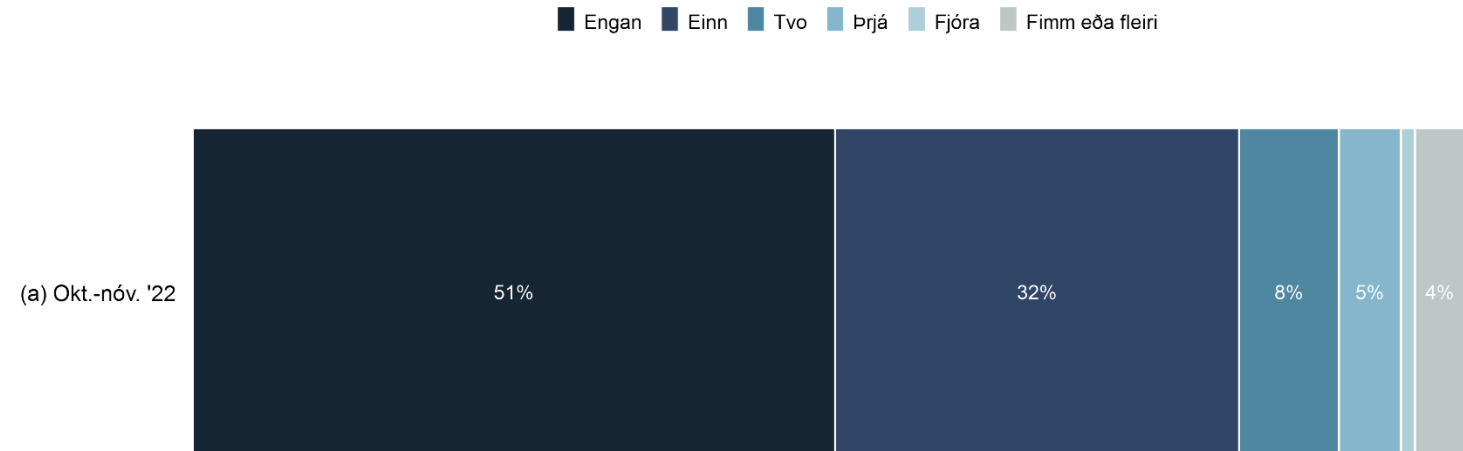 Engan Einn Tvo Þrjá Fjóra Fimm eða fleiri
(a) Okt.-nóv. '22 51% 32% 8% 5% 4%